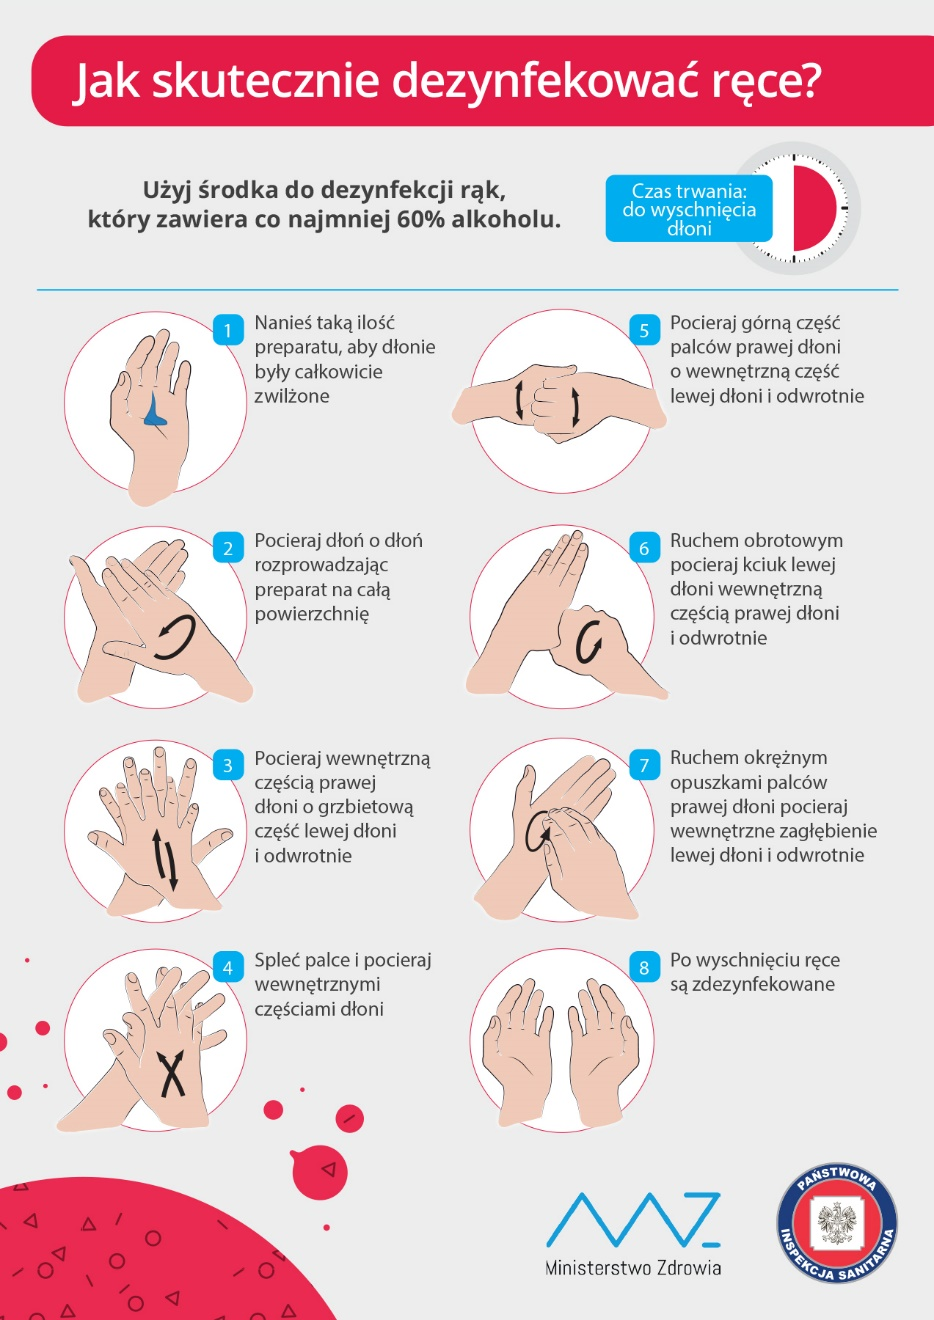 Jak skutecznie dezynfekować ręce?
Użyj środka do dezynfekcji rąk,
który zawiera co najmniej 60% alkoholu.
Czas trwania:
do wyschnięcia
dłoni
1
Nanieś taką ilość
preparatu, aby dłonie
były całkowicie
zwilżone
2
Pocieraj dłoń o dłoń
rozprowadzając
preparat na całą
powierzchnię
3
Pocieraj wewnętrzną
częścią prawej
dłoni o grzbietową
część lewej dłoni
i odwrotnie
4
Spleć palce i pocieraj
wewnętrznymi
częściami dłoni
5
Pocieraj górną część
palców prawej dłoni
o wewnętrzną część
lewej dłoni i odwrotnie
6
Ruchem obrotowym
pocieraj kciuk lewej
dłoni wewnętrzną
częścią prawej dłoni
i odwrotnie
7
Ruchem okrężnym
opuszkami palców
prawej dłoni pocieraj
wewnętrzne zagłębienie
lewej dłoni i odwrotnie
8
Po wyschnięciu ręce
są zdezynfekowane
MZ
Ministerstwo Zdrowia
PAŃSTWOWA
INSPEKCJA SANITARNA